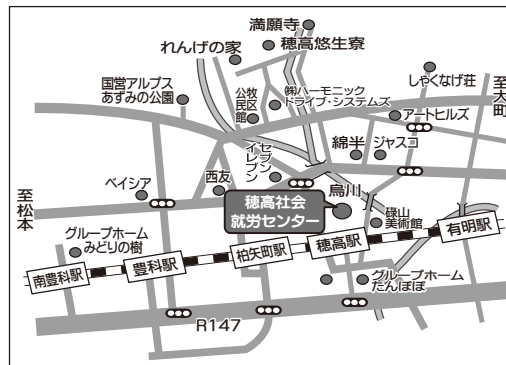 満願寺
れんげの家
穂高悠生寮
国営アルプス
あずみの公園
公民館
牧区
㈱ハーモニック
ドライブ・システムズ
しゃくなげ荘
アートヒルズ
至大町
綿半
ジャスコ
セブン
イレブン
西友
ベイシア
至松本
烏川
穂高社会
就労センター
碌山
美術館
有明駅
グループホーム
みどりの樹
南豊科駅
豊科駅
柏矢町駅
穂高駅
グループホーム
たんぽぽ
R147